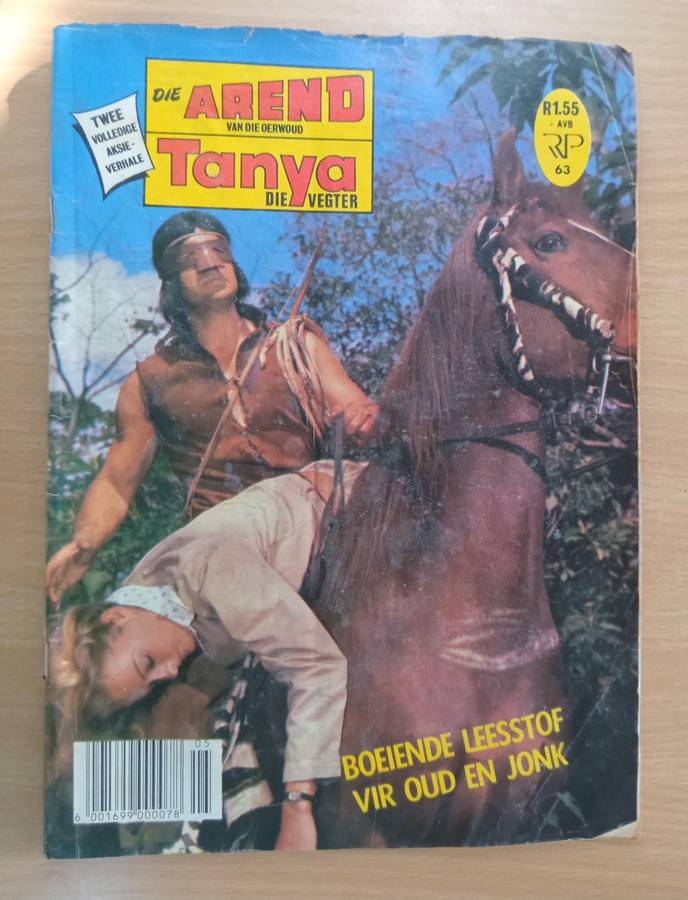 DIE AREND
VAN DIE OERWOUD
Tanya
DIE VEGTER
TWEE
VOLLEDIGE
AKSIE-
VERHALE
R1.55
· AVB
RP
63
BOEIENDE LEESSTOF
VIR OUD EN JONK
05
6 001699 000078